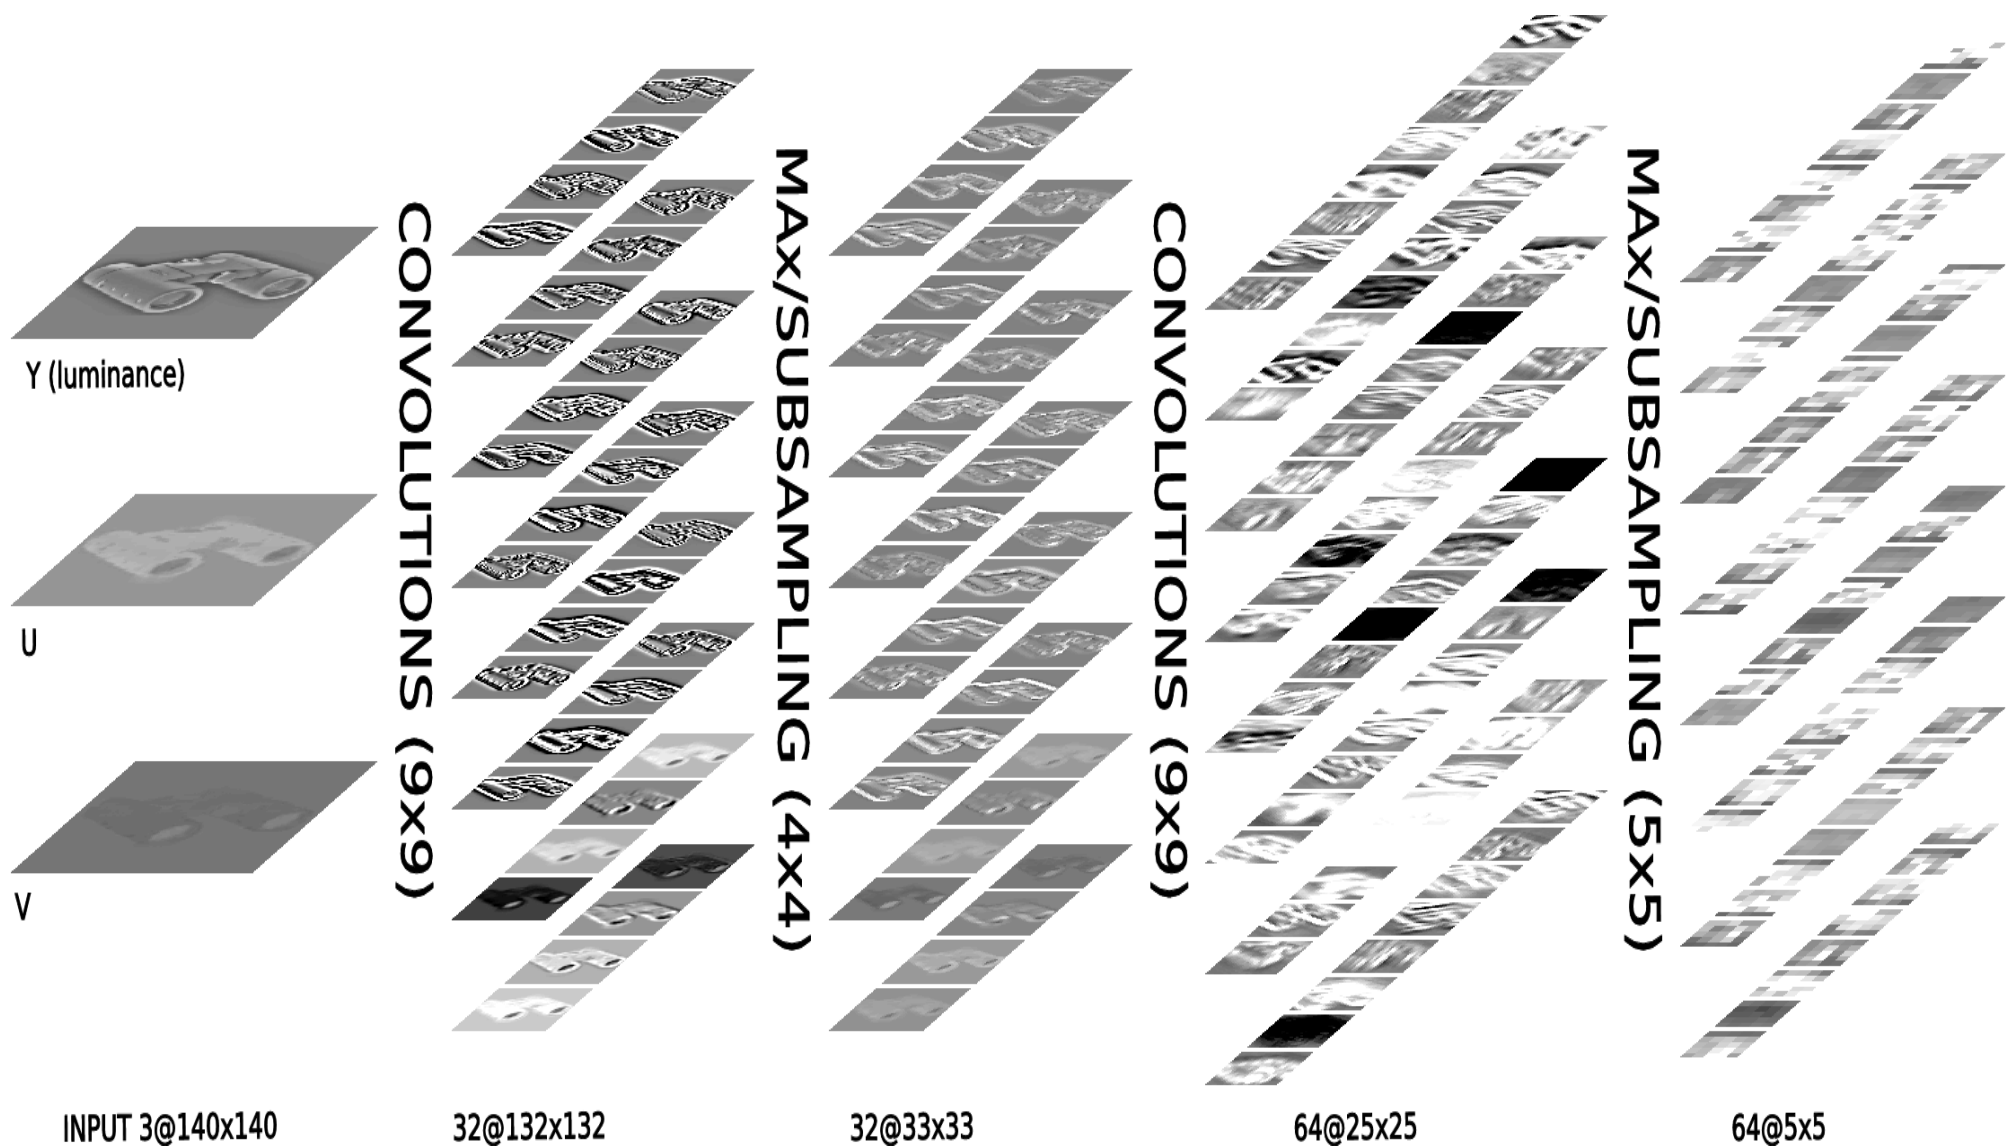 Y (luminance)
U
V
CONVOLUTIONS (9x9)
MAX/SUBSAMPLING (4x4)
CONVOLUTIONS (9x9)
MAX/SUBSAMPLING (5x5)
INPUT 3@140x140
32@132x132
32@33x33
64@25x25
64@5x5